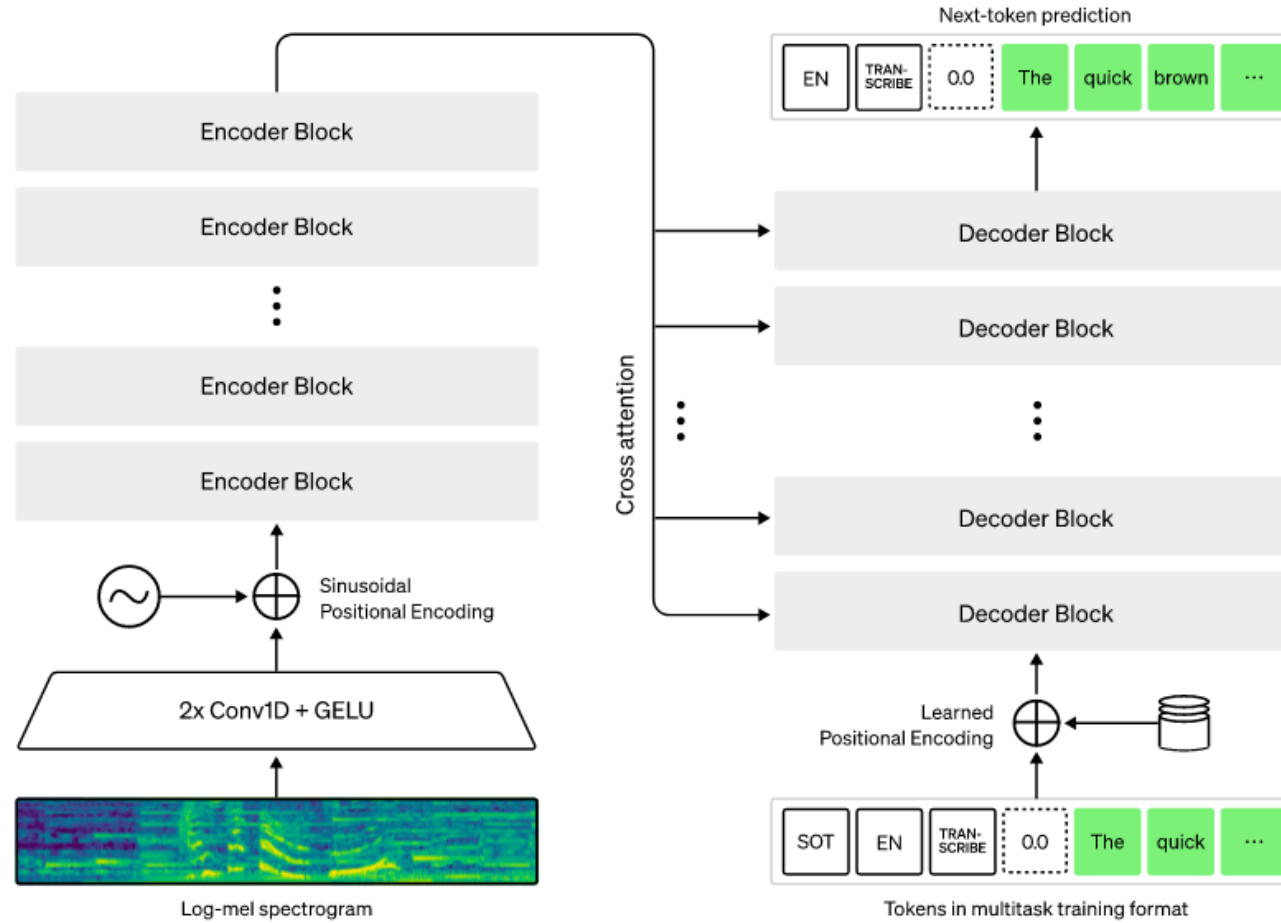 Next-token prediction
EN
TRAN-
SCRIBE
0.0
The
quick
brown
...
Encoder Block
Encoder Block
Encoder Block
Encoder Block
Sinusoidal
Positional Encoding
2x Conv1D + GELU
Log-mel spectrogram
Cross attention
Decoder Block
Decoder Block
Decoder Block
Decoder Block
Learned
Positional Encoding
SOT
EN
TRAN-
SCRIBE
0.0
The
quick
...
Tokens in multitask training format